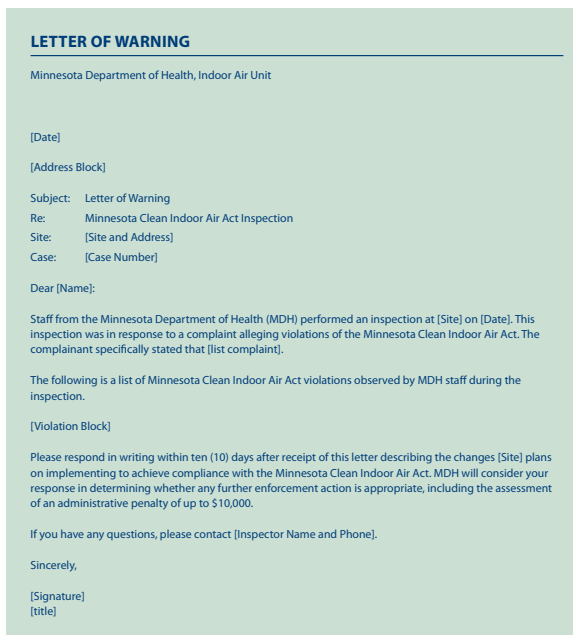 LETTER OF WARNING
Minnesota Department of Health, Indoor Air Unit
[Date]
[Address Block]
Subject: Letter of Warning
Re: Minnesota Clean Indoor Air Act Inspection
Site: [Site and Address]
Case: [Case Number]
Dear [Name]:
Staff from the Minnesota Department of Health (MDH) performed an inspection at [Site] on [Date]. This
inspection was in response to a complaint alleging violations of the Minnesota Clean Indoor Air Act. The
complainant specifically stated that [list complaint].
The following is a list of Minnesota Clean Indoor Air Act violations observed by MDH staff during the
inspection.
[Violation Block]
Please respond in writing within ten (10) days after receipt of this letter describing the changes [Site] plans
on implementing to achieve compliance with the Minnesota Clean Indoor Air Act. MDH will consider your
response in determining whether any further enforcement action is appropriate, including the assessment
of an administrative penalty of up to $10,000.
If you have any questions, please contact [Inspector Name and Phone].
Sincerely,
[Signature]
[title]